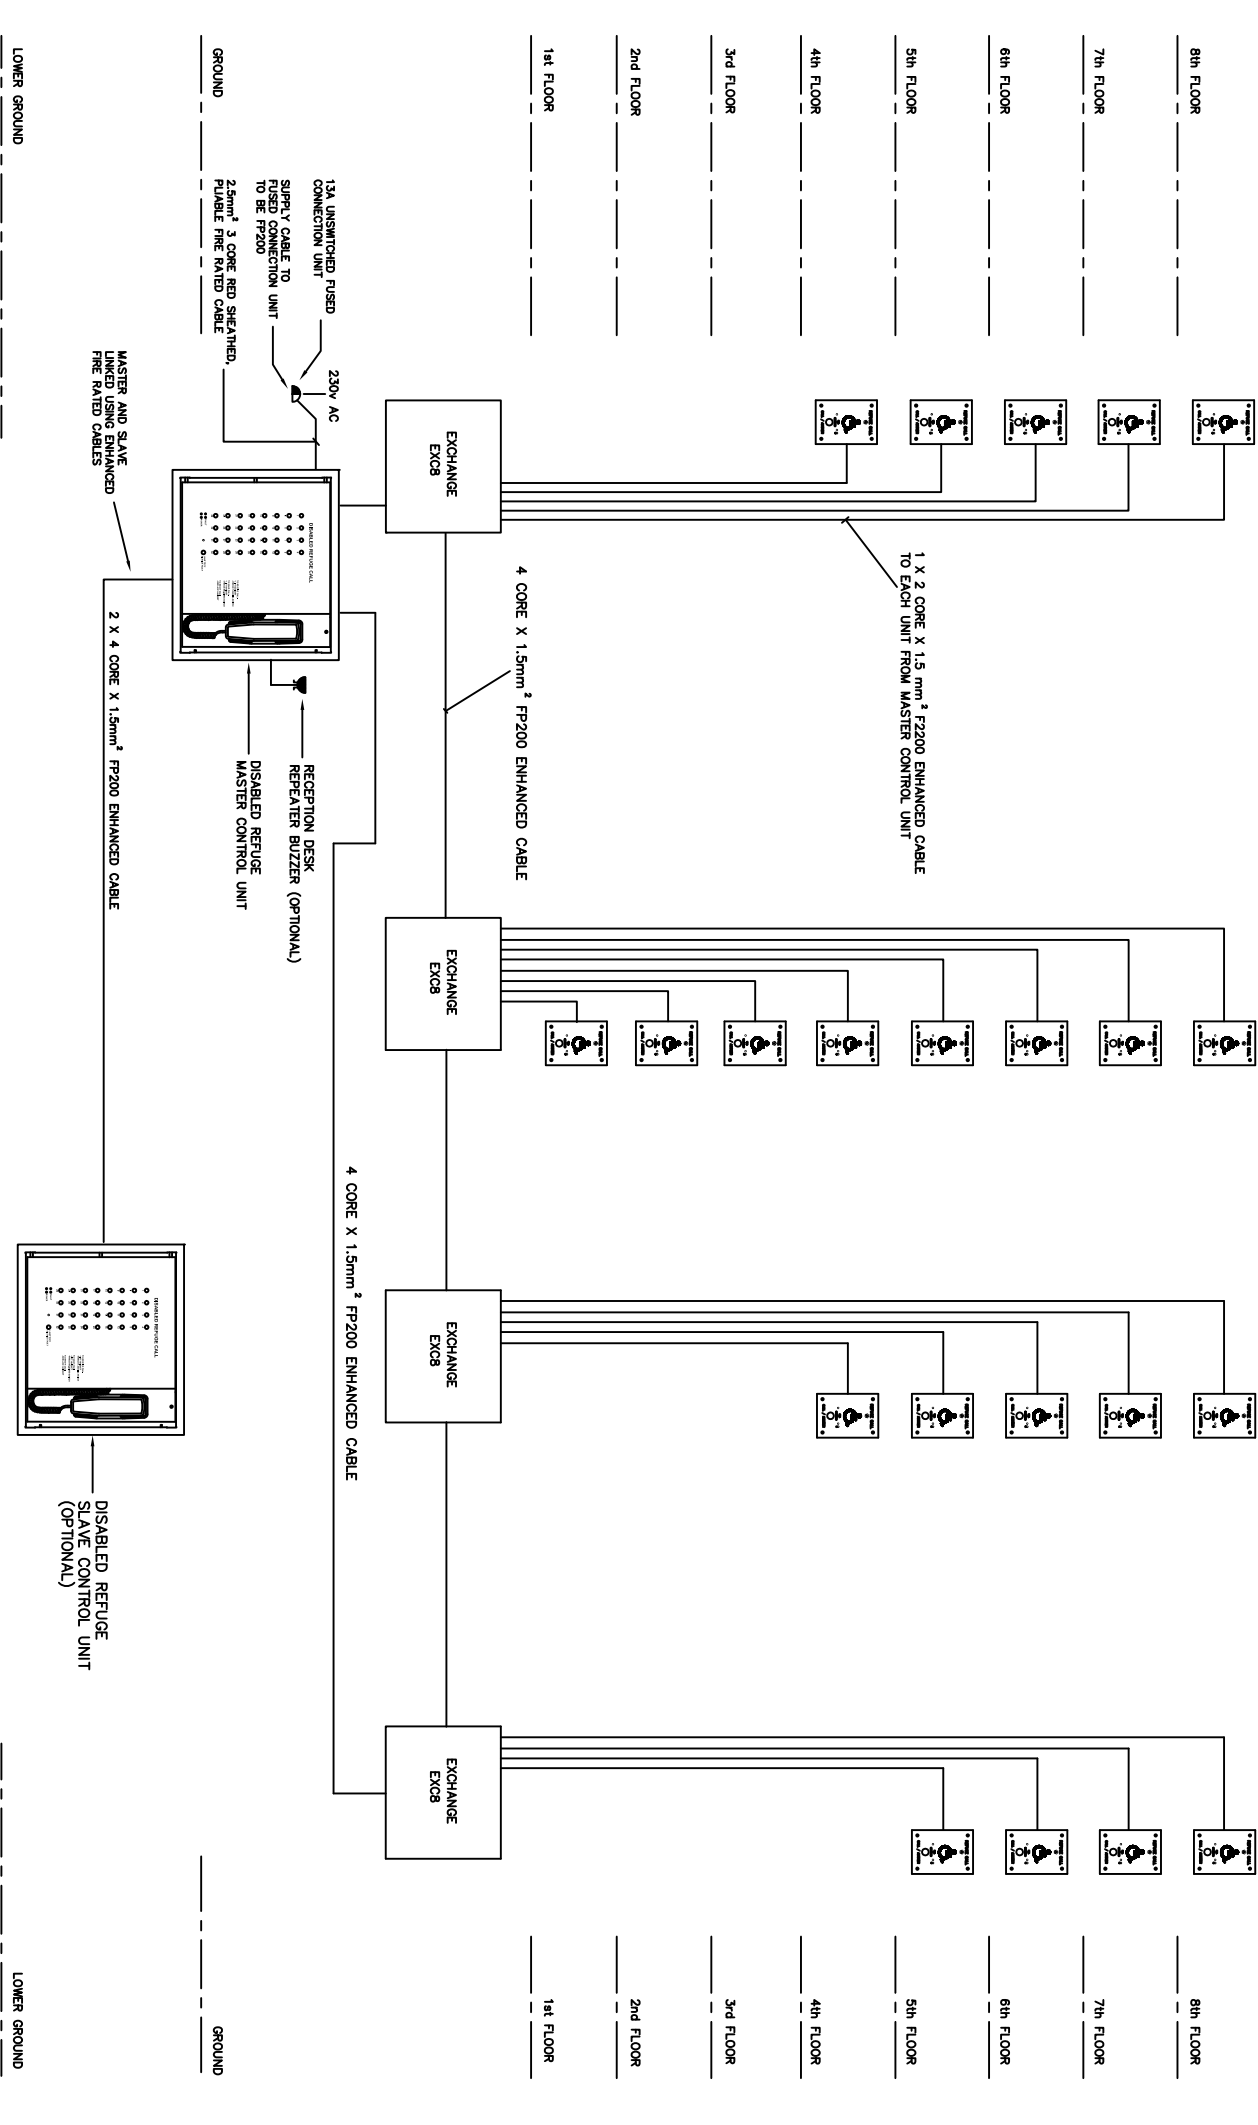 8th FLOOR
7th FLOOR
6th FLOOR
5th FLOOR
4th FLOOR
3rd FLOOR
2nd FLOOR
1st FLOOR
GROUND
LOWER GROUND
1 X 2 CORE X 1.5 mm² F2200 ENHANCED CABLE
TO EACH UNIT FROM MASTER CONTROL UNIT
4 CORE X 1.5mm² FP200 ENHANCED CABLE
EXCHANGE
EXC8
EXCHANGE
EXC8
EXCHANGE
EXC8
EXCHANGE
EXC8
13A UNSWITCHED FUSED
CONNECTION UNIT
230v AC
SUPPLY CABLE TO
FUSED CONNECTION UNIT
TO BE FP200
2.5mm² 3 CORE RED SHEATHED,
PLIABLE FIRE RATED CABLE
DISABLED REFUGE CALL
RECEPTION DESK
REPEATER BUZZER (OPTIONAL)
DISABLED REFUGE
MASTER CONTROL UNIT
4 CORE X 1.5mm² FP200 ENHANCED CABLE
MASTER AND SLAVE
LINKED USING ENHANCED
FIRE RATED CABLES
2 X 4 CORE X 1.5mm² FP200 ENHANCED CABLE
DISABLED REFUGE CALL
DISABLED REFUGE
SLAVE CONTROL UNIT
(OPTIONAL)
8th FLOOR
7th FLOOR
6th FLOOR
5th FLOOR
4th FLOOR
3rd FLOOR
2nd FLOOR
1st FLOOR
GROUND
LOWER GROUND